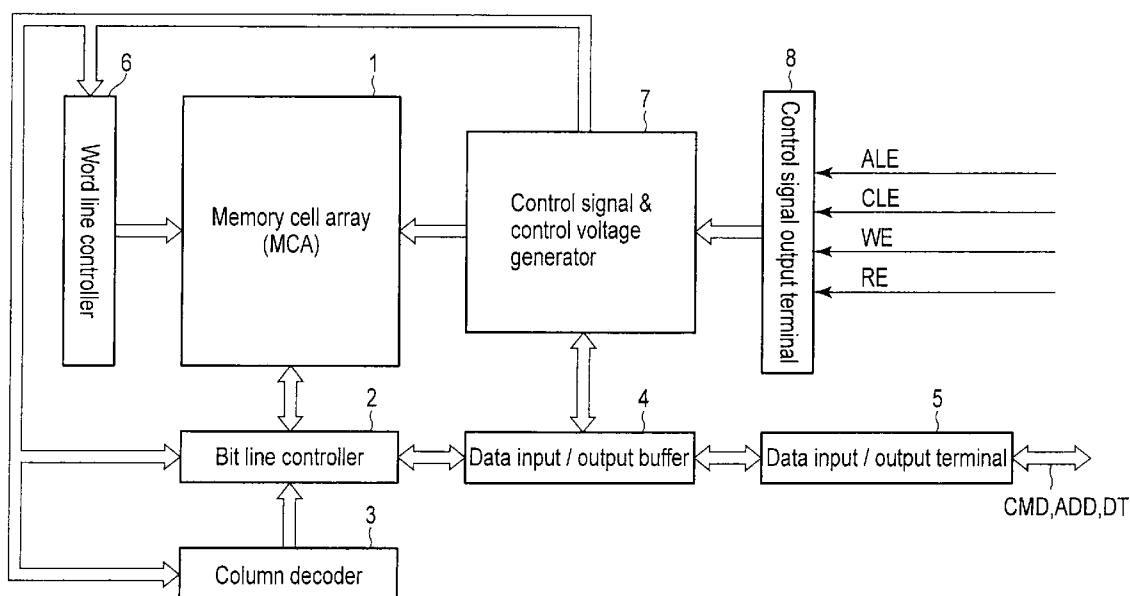 6
Word line controller
1
Memory cell array
(MCA)
7
Control signal &
control voltage
generator
8
Control signal output terminal
ALE
CLE
WE
RE
2
Bit line controller
4
Data input / output buffer
5
Data input / output terminal
CMD,ADD,DT
3
Column decoder